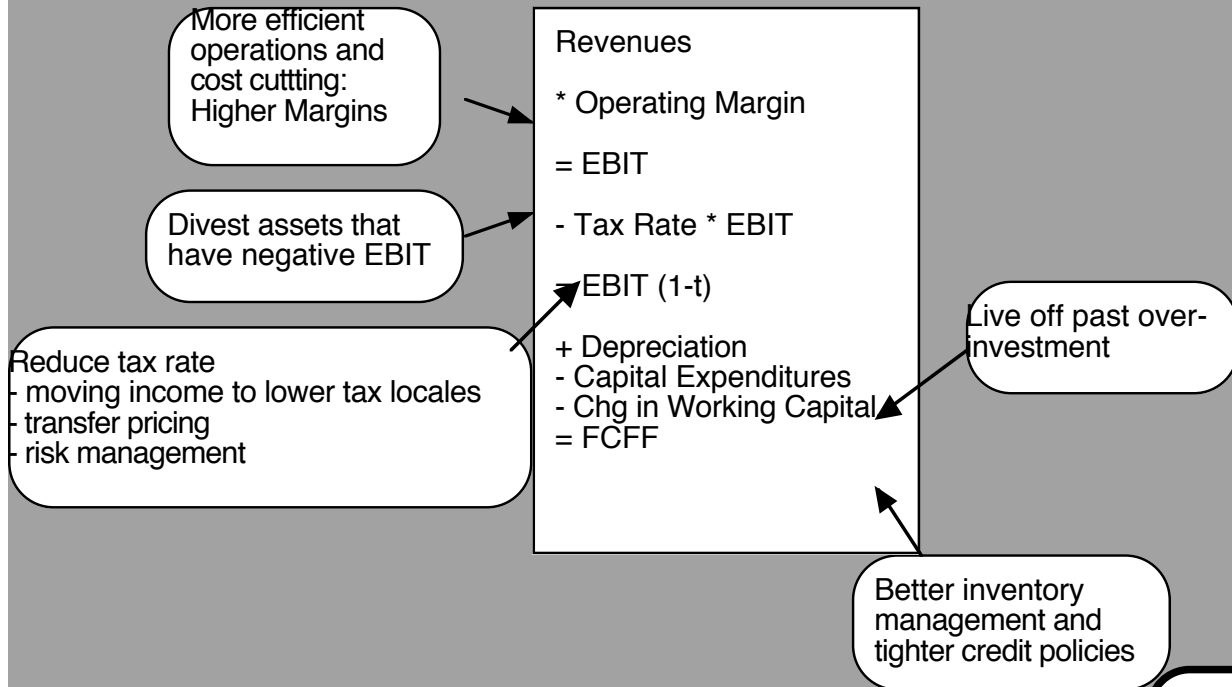 More efficient
operations and
cost cuttting:
Higher Margins
Divest assets that
have negative EBIT
Reduce tax rate
- moving income to lower tax locales
- transfer pricing
- risk management
Revenues
* Operating Margin
= EBIT
- Tax Rate * EBIT
= EBIT (1-t)
+ Depreciation
- Capital Expenditures
- Chg in Working Capital
= FCFF
Live off past over-
investment
Better inventory
management and
tighter credit policies